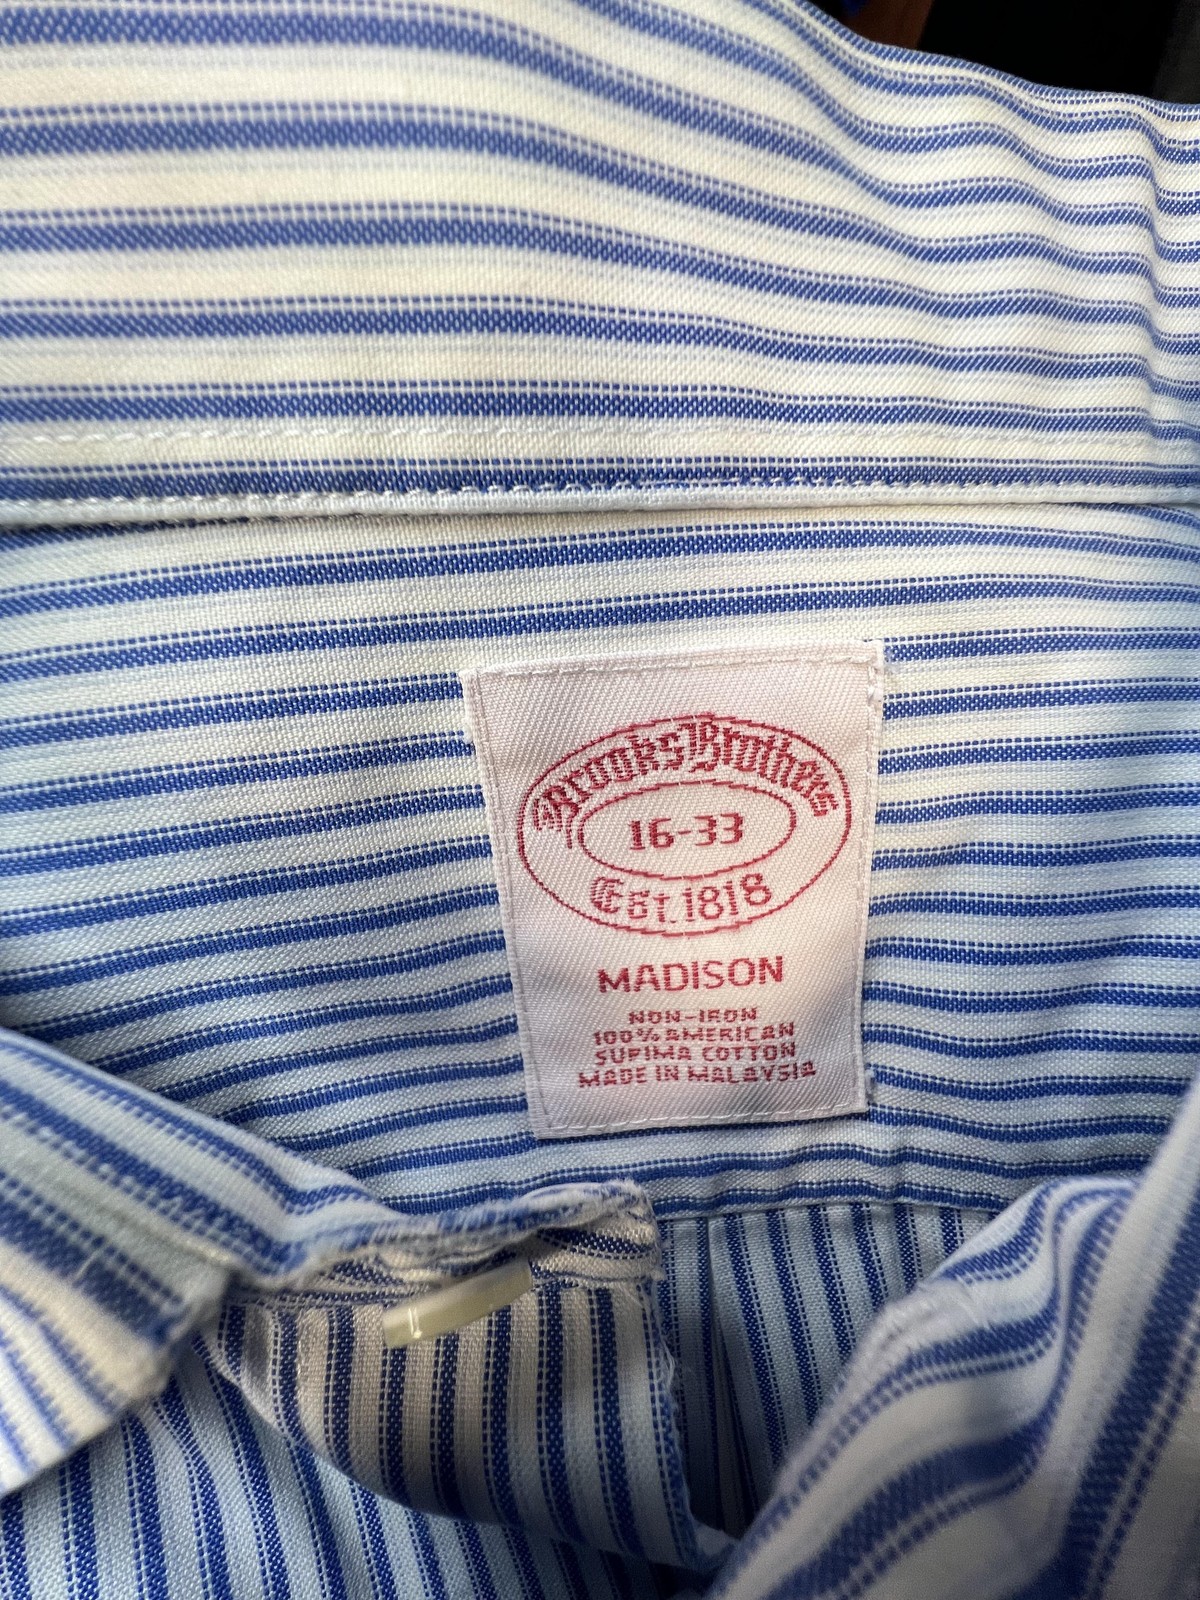 Brooks Brothers
16-33
Est. 1818
MADISON
NON-IRON
100% AMERICAN
SUPIMA COTTON
MADE IN MALAYSIA